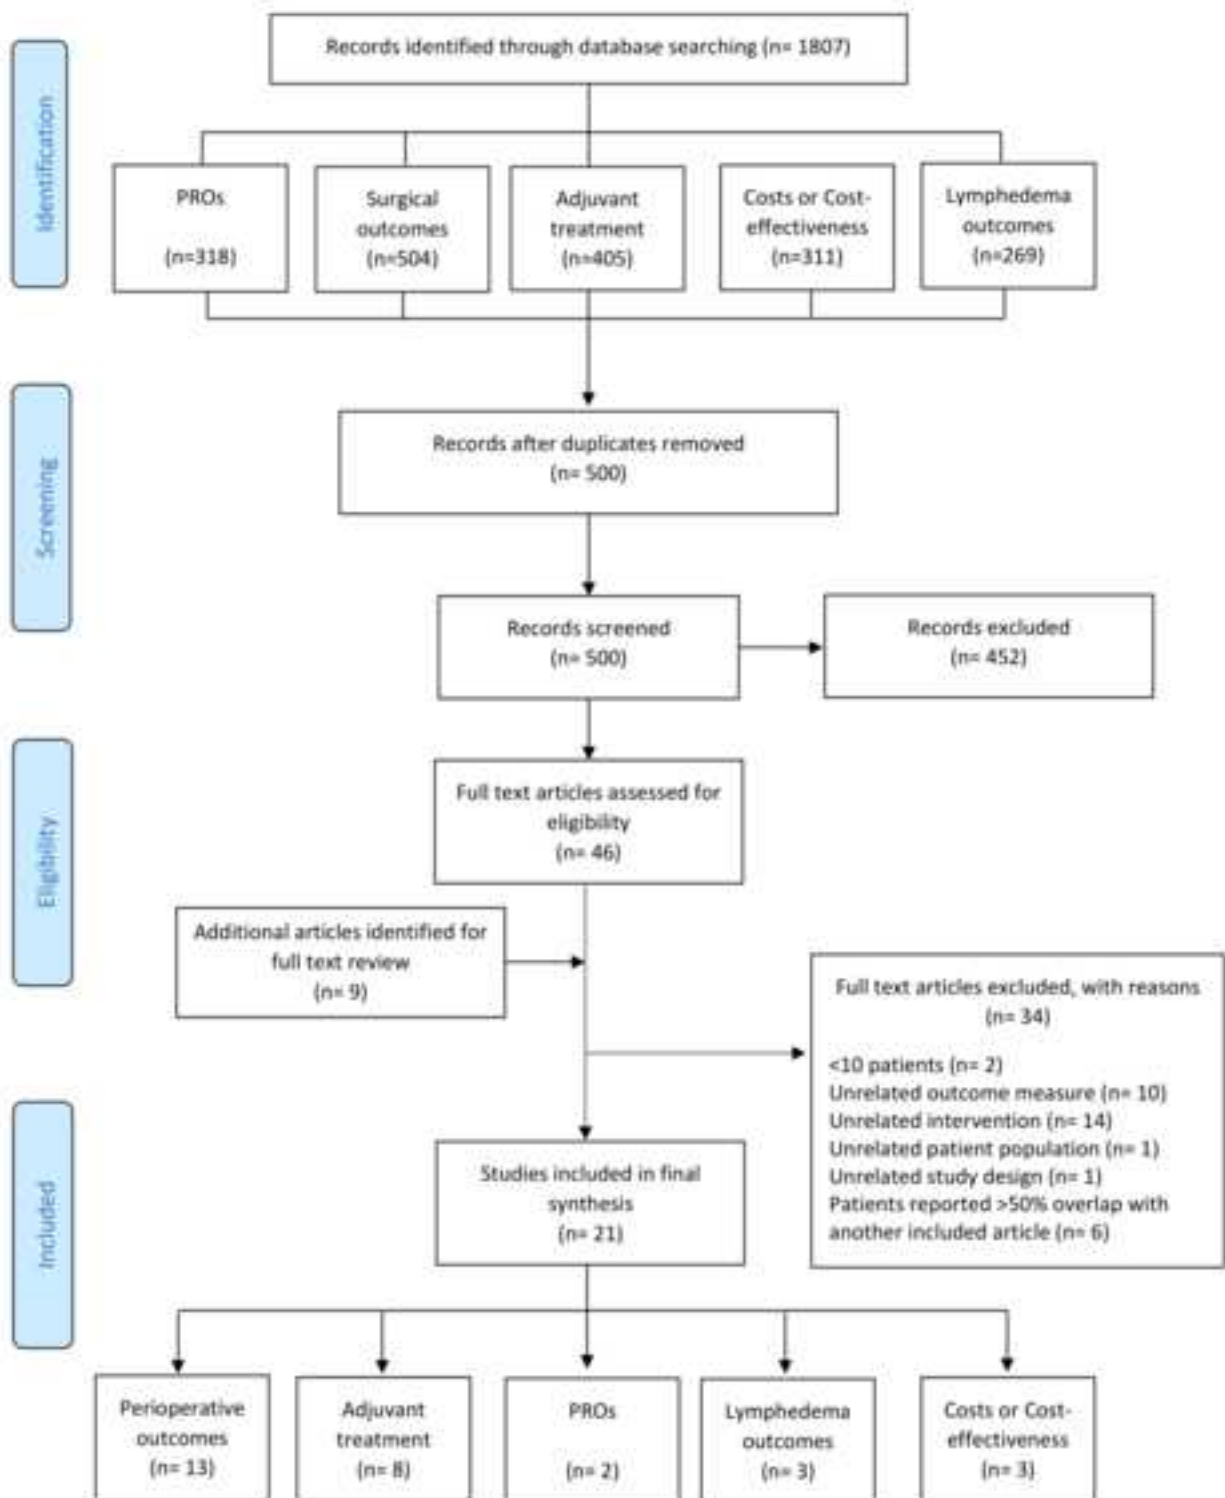 Identification
Records identified through database searching (n= 1807)
PROs
(n=318)
Surgical
outcomes
(n=504)
Adjuvant
treatment
(n=405)
Costs or Cost-
effectiveness
(n=311)
Lymphedema
outcomes
(n=269)
Screening
Records after duplicates removed
(n= 500)
Records screened
(n= 500)
Records excluded
(n= 452)
Eligibility
Full text articles assessed for
eligibility
(n= 46)
Additional articles identified for
full text review
(n= 9)
Full text articles excluded, with reasons
(n= 34)
<10 patients (n= 2)
Unrelated outcome measure (n= 10)
Unrelated intervention (n= 14)
Unrelated patient population (n= 1)
Unrelated study design (n= 1)
Patients reported >50% overlap with
another included article (n= 6)
Included
Studies included in final
synthesis
(n= 21)
Perioperative
outcomes
(n= 13)
Adjuvant
treatment
(n= 8)
PROs
(n= 2)
Lymphedema
outcomes
(n= 3)
Costs or Cost-
effectiveness
(n= 3)